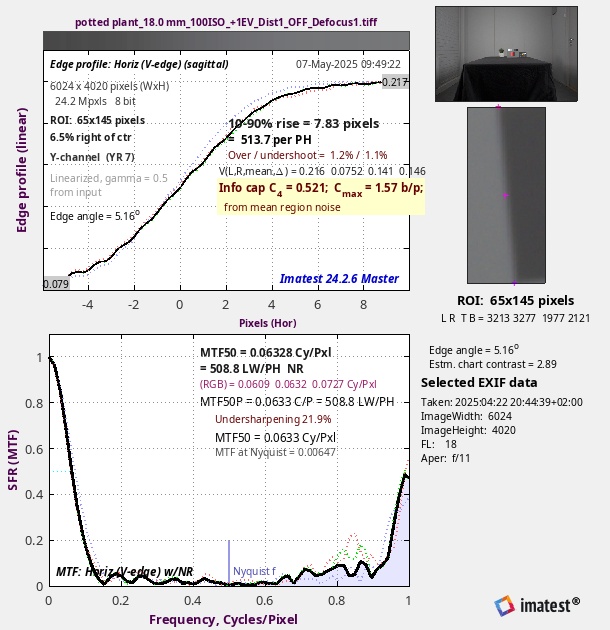 potted plant_18.0 mm_100ISO_+1EV_Dist1_OFF_Defocus1.tiff
Edge profile: Horiz (V-edge) (sagittal)
07-May-2025 09:49:22
6024 x 4020 pixels (WxH)
24.2 Mpxls   8 bit
ROI:  65x145 pixels
6.5% right of ctr
Y-channel  (YR 7)
Linearized, gamma = 0.5
from input
Edge angle = 5.16o
0.217
10-90% rise = 7.83 pixels
=  513.7 per PH
Over / undershoot =  1.2% / 1.1%
V(L,R,mean,Δ) = 0.216  0.0752  0.141  0.146
Info cap C4 = 0.521;  Cmax = 1.57 b/p;
from mean region noise
0.079
Imatest 24.2.6 Master
Edge profile (linear)
-4
-2
0
2
4
6
8
Pixels (Hor)
ROI:  65x145 pixels
L R  T B = 3213 3277  1977 2121
Edge angle = 5.16o
Estm. chart contrast = 2.89
Selected EXIF data
Taken: 2025:04:22 20:44:39+02:00
ImageWidth:  6024
ImageHeight:  4020
FL:   18
Aper:  f/11
MTF50 = 0.06328 Cy/Pxl
= 508.8 LW/PH  NR
(RGB) = 0.0609  0.0632  0.0727 Cy/Pxl
MTF50P = 0.0633 C/P = 508.8 LW/PH
Undersharpening 21.9%
MTF50 = 0.0633 Cy/Pxl
MTF at Nyquist = 0.00647
SFR (MTF)
1
0.8
0.6
0.4
0.2
0
MTF: Horiz (V-edge) w/NR
Nyquist f
0
0.2
0.4
0.6
0.8
1
Frequency, Cycles/Pixel
imatest®